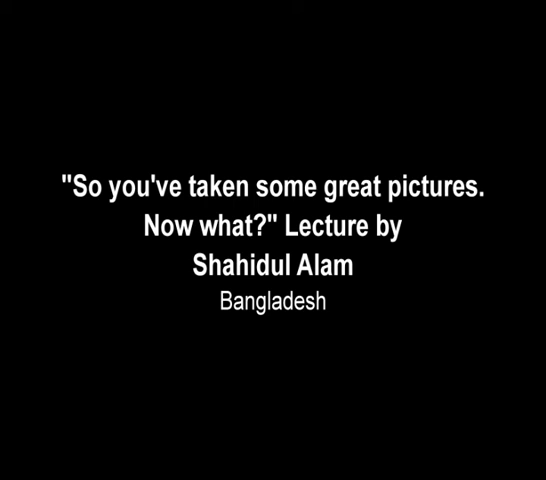 "So you've taken some great pictures.
Now what?" Lecture by
Shahidul Alam
Bangladesh